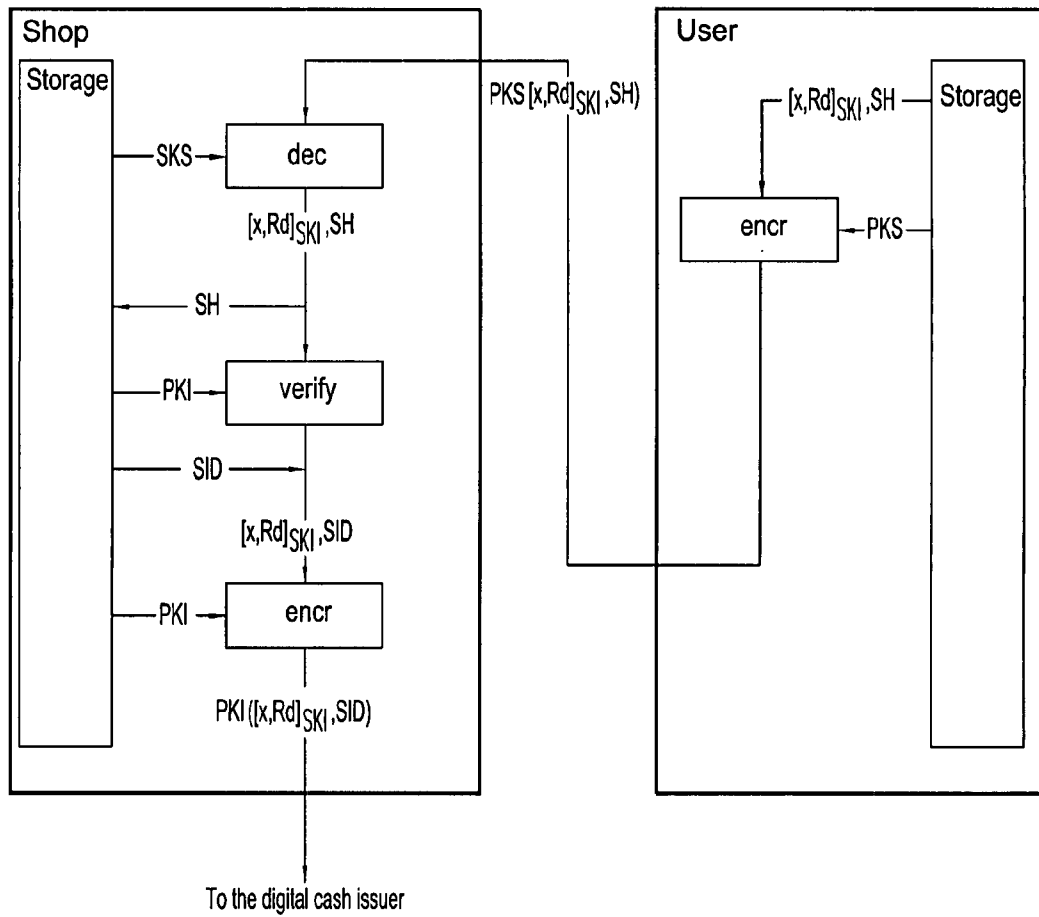 Shop
Storage
SKS
dec
[x,Rd]SKI ,SH
SH
PKI
verify
SID
[x,Rd]SKI ,SID
PKI
encr
PKI ([x,Rd]SKI ,SID)
To the digital cash issuer
PKS [x,Rd]SKI ,SH)
User
[x,Rd]SKI ,SH
Storage
encr
PKS